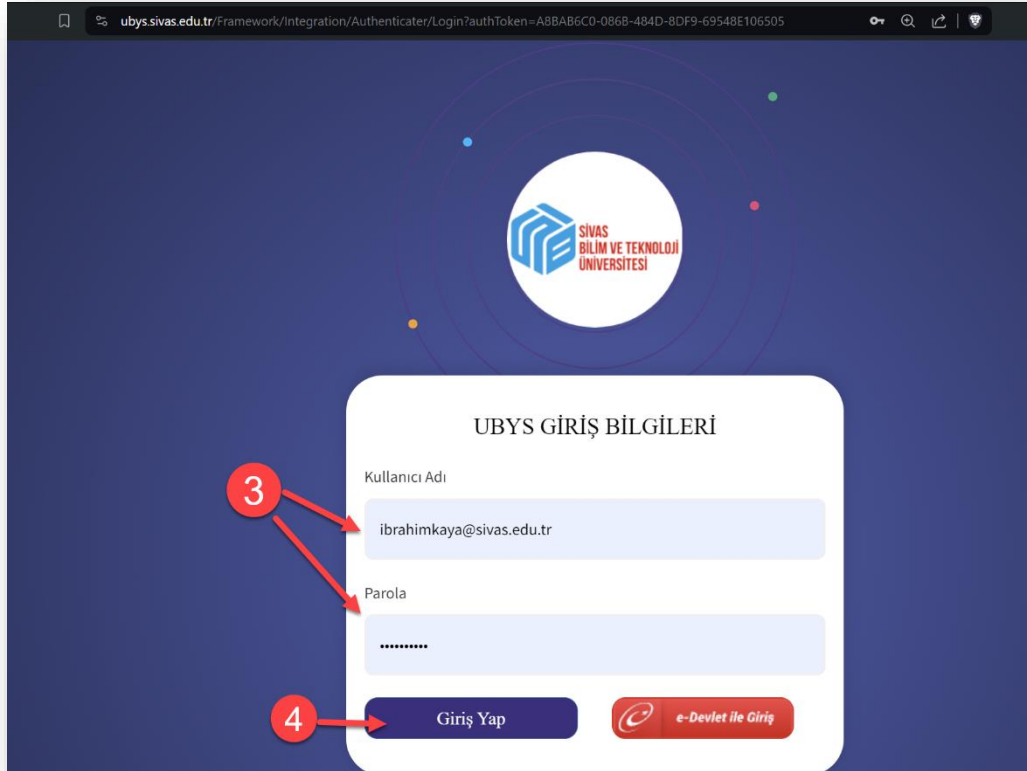 ubys.sivas.edu.tr/Framework/Integration/Authenticater/Login?authToken=A8BAB6C0-086B-484D-8DF9-69548E106505
SİVAS
BİLİM VE TEKNOLOJİ
ÜNİVERSİTESİ
UBYS GİRİŞ BİLGİLERİ
Kullanıcı Adı
3
ibrahimkaya@sivas.edu.tr
Parola
••••••••••
4
Giriş Yap
e-Devlet ile Giriş